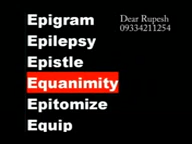 Epigram
Dear Rupesh
09334211254
Epilepsy
Epistle
Equanimity
Epitomize
Equip